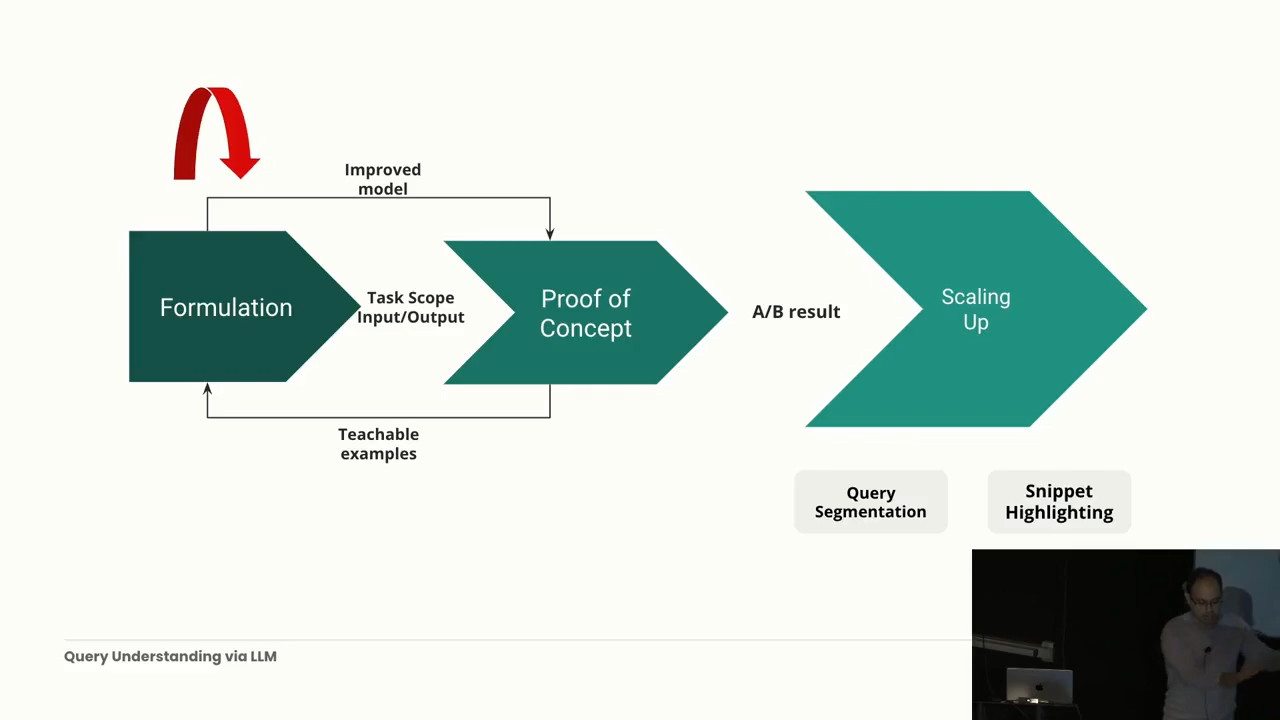 Improved
model
Formulation
Task Scope
Input/Output
Proof of
Concept
A/B result
Scaling
Up
Teachable
examples
Query
Segmentation
Snippet
Highlighting
Query Understanding via LLM